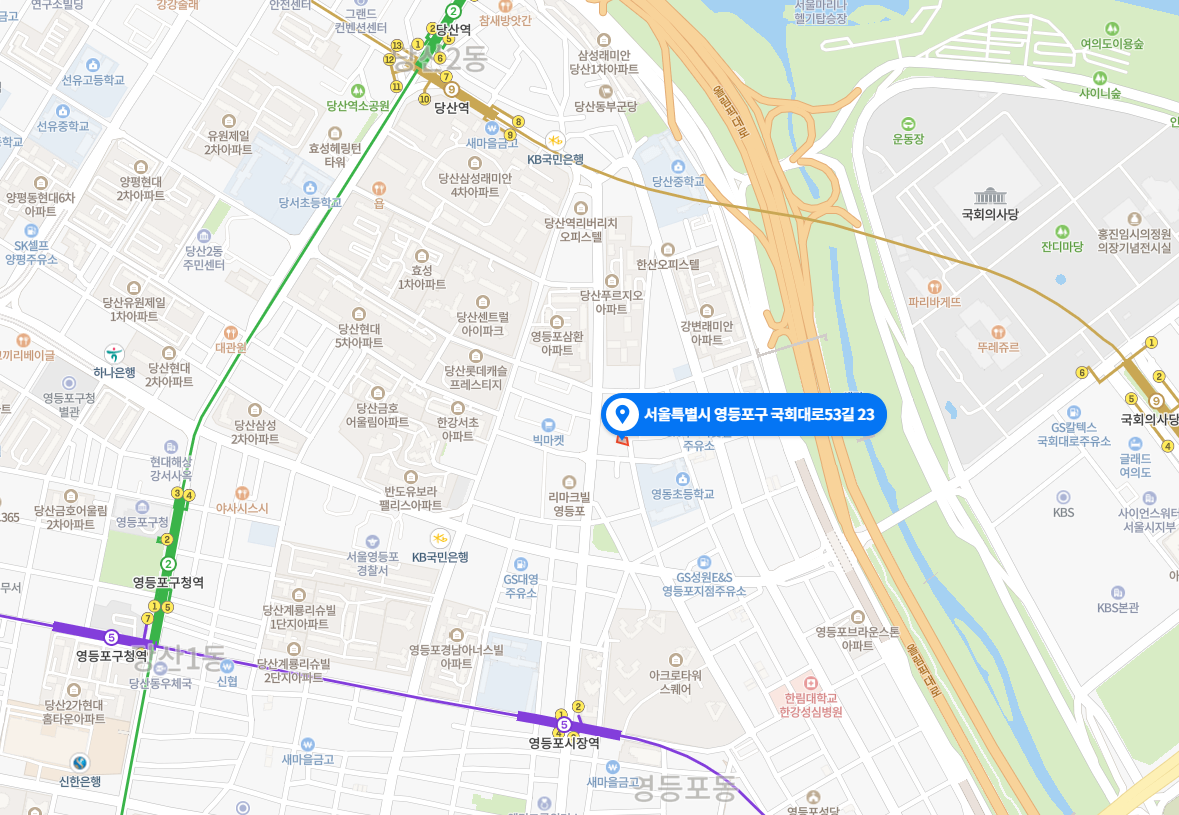 연구소빌딩
강강술래
안전센터
그랜드
컨벤션센터
2
당산역
참새방앗간
서울마리나
헬기탑승장
여의도이용숲
선유고등학교
삼성래미안
당산1차아파트
샤이니숲
당산역소공원
9
당산역
당산동부군당
올림픽대로
선유중학교
유원제일
2차아파트
효성헤링턴
타워
새마을금고
KB국민은행
운동장
양평현대
2차아파트
당산삼성래미안
4차아파트
당산중학교
양평동현대6차
아파트
당서초등학교
읍
국회의사당
당산역리버리치
오피스텔
SK셀프
양평주유소
당산2동
주민센터
잔디마당
홍진임시의정원
의장기념전시실
효성
1차아파트
한산오피스텔
당산유원제일
1차아파트
당산푸르지오
아파트
파리바게뜨
당산현대
5차아파트
당산센트럴
아이파크
영등포삼환
아파트
강변래미안
아파트
대관원
끼리베이글
뚜레쥬르
하나은행
당산현대
2차아파트
당산롯데캐슬
프레스티지
영등포구청
별관
당산삼성
2차아파트
당산금호
어울림아파트
한강서초
아파트
서울특별시 영등포구 국회대로53길 23
빅마켓
주유소
9
국회의사당
GS칼텍스
국회대로주유소
현대해상
강서사옥
글래드
여의도
반도유보라
팰리스아파트
리마크빌
영등포
영동초등학교
당산금호어울림
2차아파트
영등포구청
야사시스시
KBS
사이언스워터
서울시지부
365
서울영등포
경찰서
KB국민은행
2
영등포구청역
GS대영
주유소
GS성원E&S
영등포지점주유소
무서
KBS본관
당산계룡리슈빌
1단지아파트
5
영등포구청역
당산1동
영등포경남아너스빌
아파트
영등포브라운스톤
아파트
당산동우체국
신협
당산계룡리슈빌
2단지아파트
아크로타워
스퀘어
올림픽대로
당산2가현대
홈타운아파트
한림대학교
한강성심병원
5
영등포시장역
새마을금고
신한은행
새마을금고
영등포동
영등포성당